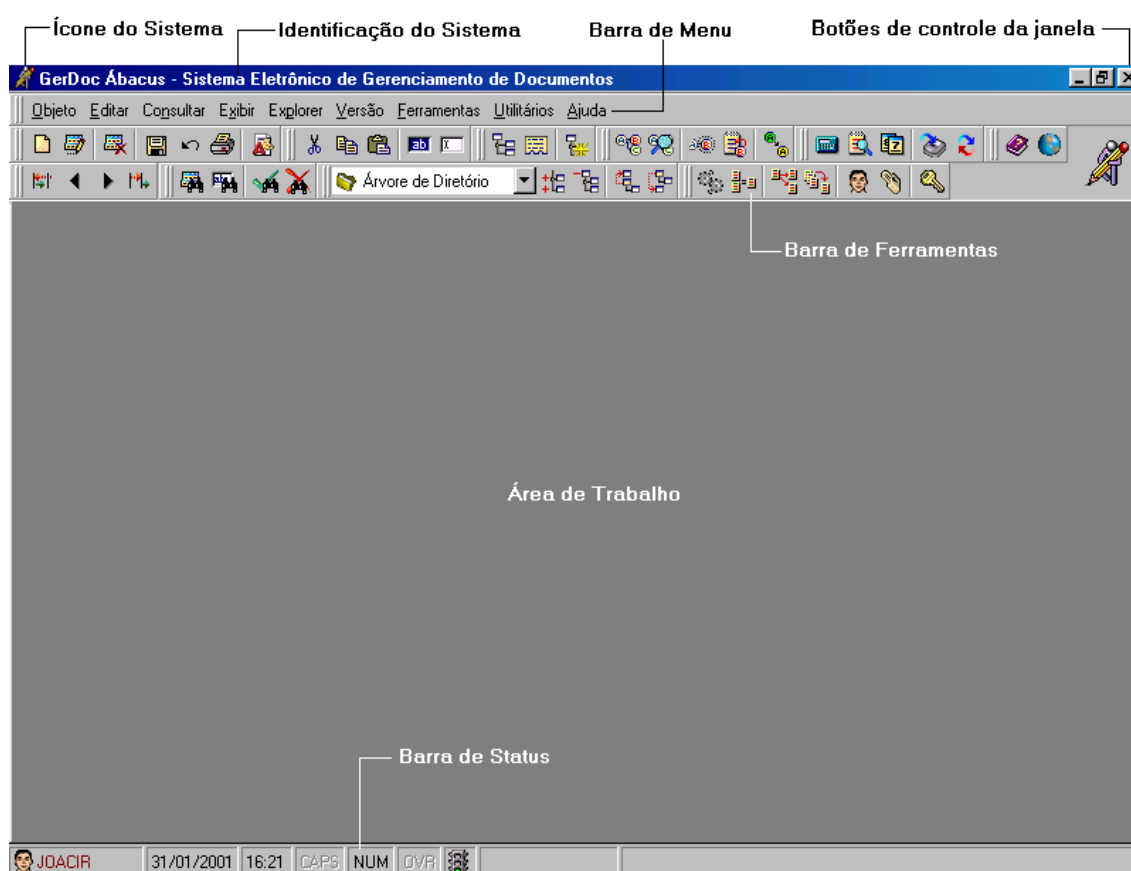 Ícone do Sistema Identificação do Sistema Barra de Menu Botões de controle da janela
GerDoc Ábacus - Sistema Eletrônico de Gerenciamento de Documentos
Objeto Editar Consultar Exibir Explorer Versão Ferramentas Utilitários Ajuda
Árvore de Diretório
Barra de Ferramentas
Área de Trabalho
Barra de Status
JOACIR 31/01/2001 16:21 CAPS NUM OVR